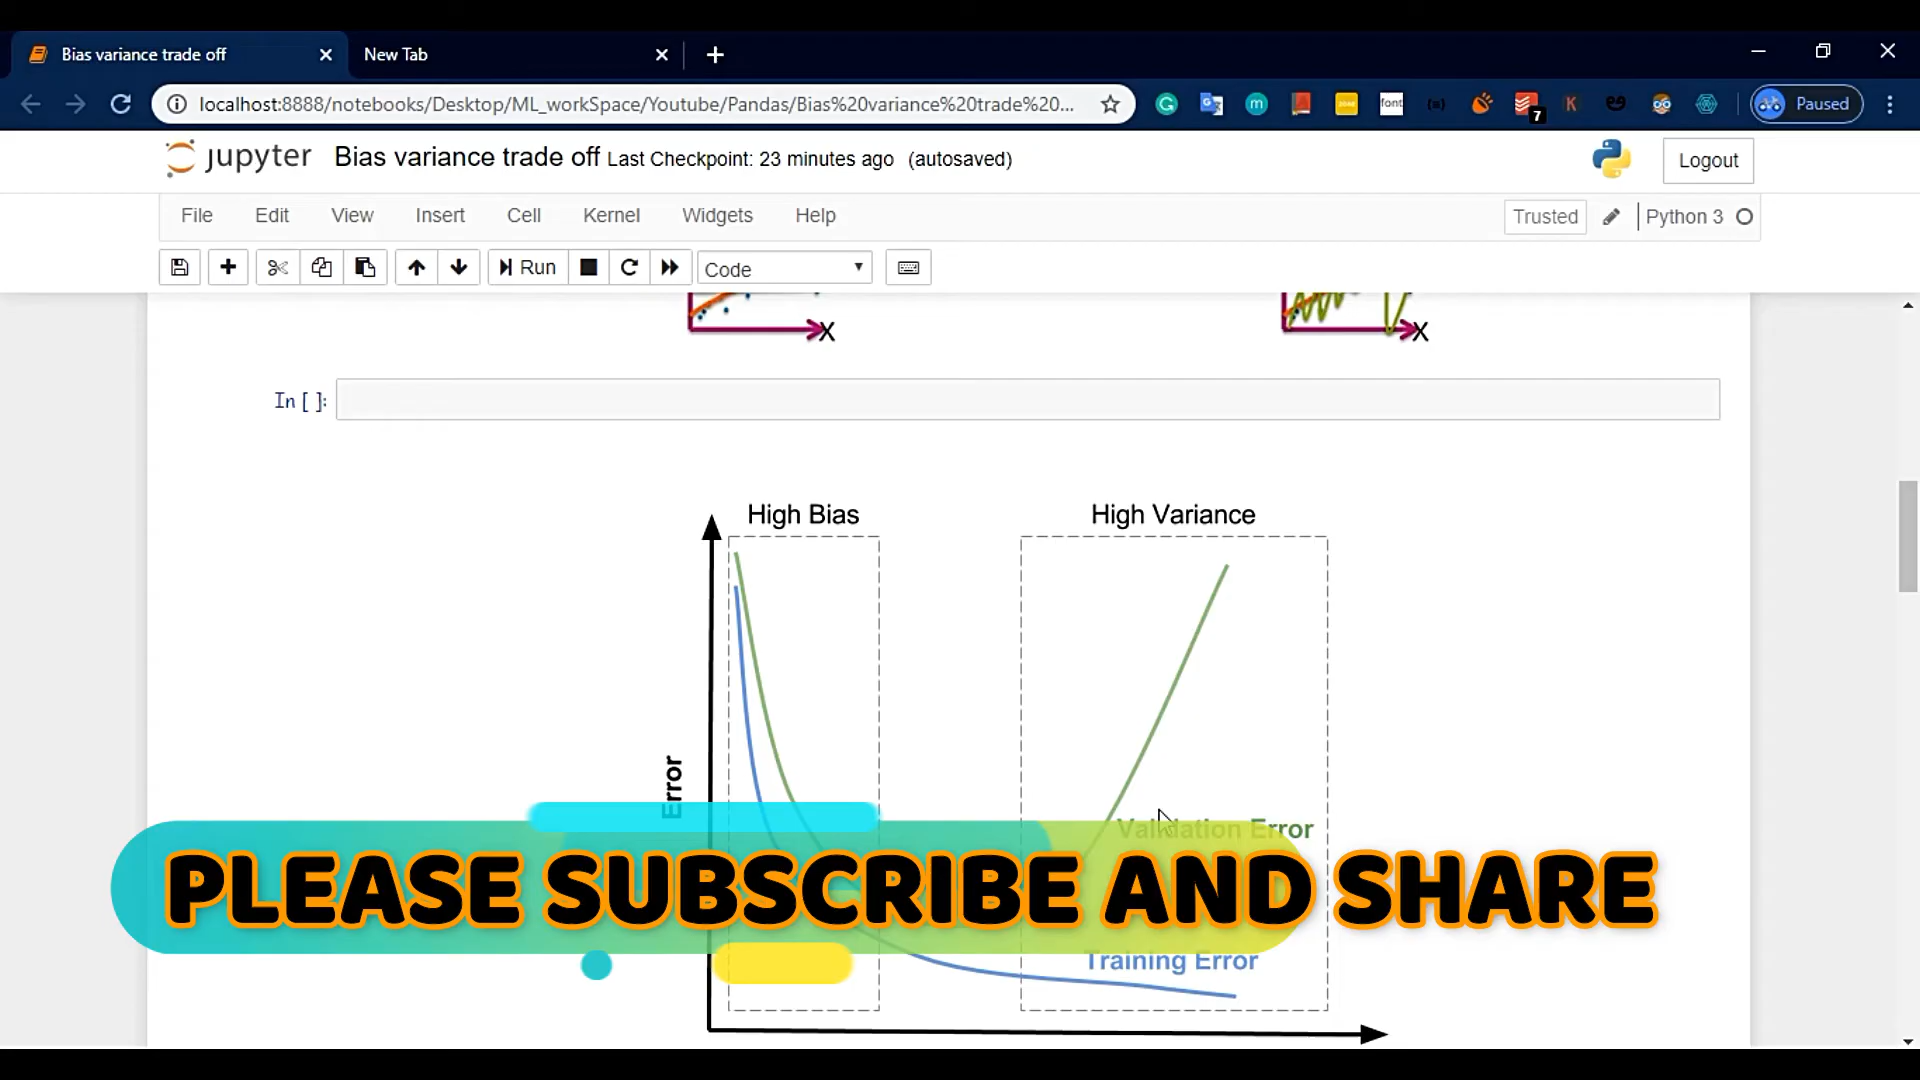 Bias variance trade off
New Tab
localhost:8888/notebooks/Desktop/ML_workSpace/Youtube/Pandas/Bias%20variance%20trade%20...
font
7
K
Paused
jupyter Bias variance trade off Last Checkpoint: 23 minutes ago (autosaved)
Logout
File Edit View Insert Cell Kernel Widgets Help
Trusted Python 3
Run
Code
X X
In [ ]:
High Bias High Variance
Error
Validation Error
PLEASE SUBSCRIBE AND SHARE
Training Error